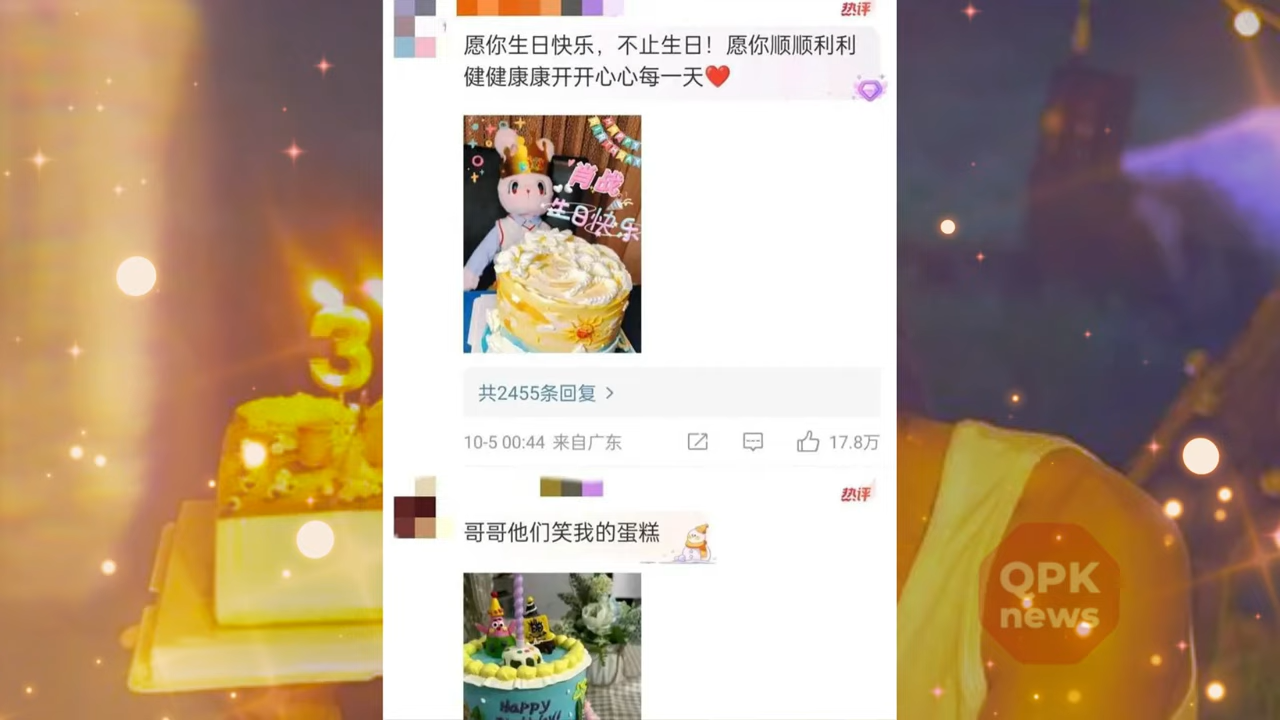 热评
愿你生日快乐，不止生日！愿你顺顺利利
健健康康开开心心每一天❤️
肖战
生日快乐
共2455条回复 >
10-5 00:44 来自广东
17.8万
热评
哥哥他们笑我的蛋糕
Happy
3
QPK
news